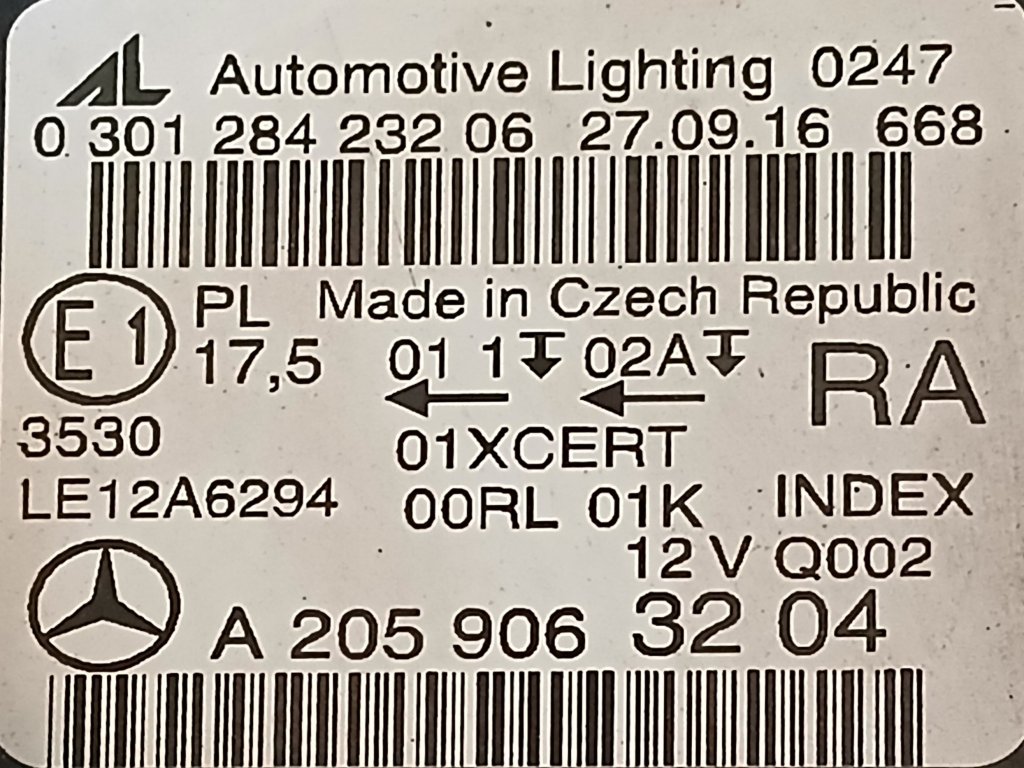 AL Automotive Lighting 0247
0 301 284 232 06 27.09.16 668
E1 PL Made in Czech Republic
17,5 01 1 02A RA
3530 01XCERT
LE12A6294 00RL 01K INDEX
12 V Q002
A 205 906 32 04